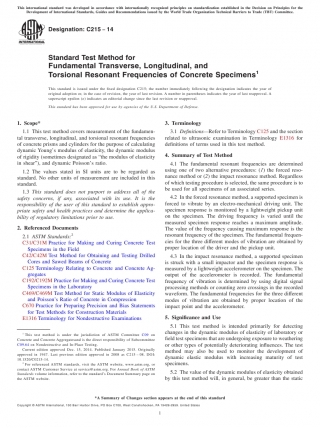 This international standard was developed in accordance with internationally recognized principles on standardization established in the Decision on Principles for the
Development of International Standards, Guides and Recommendations issued by the World Trade Organization Technical Barriers to Trade (TBT) Committee.
Designation: C215 - 14
Standard Test Method for
Fundamental Transverse, Longitudinal, and
Torsional Resonant Frequencies of Concrete Specimens1
This standard is issued under the fixed designation C215; the number immediately following the designation indicates the year of
original adoption or, in the case of revision, the year of last revision. A number in parentheses indicates the year of last reapproval. A
superscript epsilon (ε) indicates an editorial change since the last revision or reapproval.
This standard has been approved for use by agencies of the U.S. Department of Defense.
1. Scope*
1.1 This test method covers measurement of the fundamen-
tal transverse, longitudinal, and torsional resonant frequencies
of concrete prisms and cylinders for the purpose of calculating
dynamic Young's modulus of elasticity, the dynamic modulus
of rigidity (sometimes designated as "the modulus of elasticity
in shear"), and dynamic Poisson's ratio.
1.2 The values stated in SI units are to be regarded as
standard. No other units of measurement are included in this
standard.
1.3 This standard does not purport to address all of the
safety concerns, if any, associated with its use. It is the
responsibility of the user of this standard to establish appro-
priate safety and health practices and determine the applica-
bility of regulatory limitations prior to use.
2. Referenced Documents
2.1 ASTM Standards:2
C31/C31M Practice for Making and Curing Concrete Test
Specimens in the Field
C42/C42M Test Method for Obtaining and Testing Drilled
Cores and Sawed Beams of Concrete
C125 Terminology Relating to Concrete and Concrete Ag-
gregates
C192/C192M Practice for Making and Curing Concrete Test
Specimens in the Laboratory
C469/C469M Test Method for Static Modulus of Elasticity
and Poisson's Ratio of Concrete in Compression
C670 Practice for Preparing Precision and Bias Statements
for Test Methods for Construction Materials
E1316 Terminology for Nondestructive Examinations
1 This test method is under the jurisdiction of ASTM Committee C09 on
Concrete and Concrete Aggregates and is the direct responsibility of Subcommittee
C09.64 on Nondestructive and In-Place Testing.
Current edition approved Dec. 15, 2014. Published January 2015. Originally
approved in 1947. Last previous edition approved in 2008 as C215 – 08. DOI:
10.1520/C0215-14.
2 For referenced ASTM standards, visit the ASTM website, www.astm.org, or
contact ASTM Customer Service at service@astm.org. For Annual Book of ASTM
Standards volume information, refer to the standard's Document Summary page on
the ASTM website.
3. Terminology
3.1 Definitions—Refer to Terminology C125 and the section
related to ultrasonic examination in Terminology E1316 for
definitions of terms used in this test method.
4. Summary of Test Method
4.1 The fundamental resonant frequencies are determined
using one of two alternative procedures: (1) the forced reso-
nance method or (2) the impact resonance method. Regardless
of which testing procedure is selected, the same procedure is to
be used for all specimens of an associated series.
4.2 In the forced resonance method, a supported specimen is
forced to vibrate by an electro-mechanical driving unit. The
specimen response is monitored by a lightweight pickup unit
on the specimen. The driving frequency is varied until the
measured specimen response reaches a maximum amplitude.
The value of the frequency causing maximum response is the
resonant frequency of the specimen. The fundamental frequen-
cies for the three different modes of vibration are obtained by
proper location of the driver and the pickup unit.
4.3 In the impact resonance method, a supported specimen
is struck with a small impactor and the specimen response is
measured by a lightweight accelerometer on the specimen. The
output of the accelerometer is recorded. The fundamental
frequency of vibration is determined by using digital signal
processing methods or counting zero crossings in the recorded
waveform. The fundamental frequencies for the three different
modes of vibration are obtained by proper location of the
impact point and the accelerometer.
5. Significance and Use
5.1 This test method is intended primarily for detecting
changes in the dynamic modulus of elasticity of laboratory or
field test specimens that are undergoing exposure to weathering
or other types of potentially deteriorating influences. The test
method may also be used to monitor the development of
dynamic elastic modulus with increasing maturity of test
specimens.
5.2 The value of the dynamic modulus of elasticity obtained
by this test method will, in general, be greater than the static
*A Summary of Changes section appears at the end of this standard
1